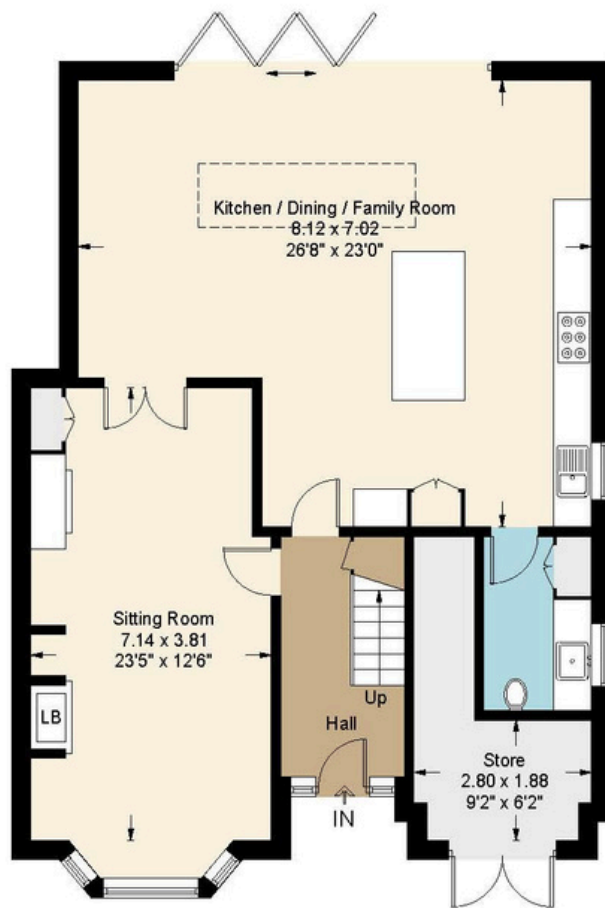 Kitchen / Dining / Family Room
8.12 x 7.02
26'8" x 23'0"
Sitting Room
7.14 x 3.81
23'5" x 12'6"
LB
Up
Hall
IN
Store
2.80 x 1.88
9'2" x 6'2"